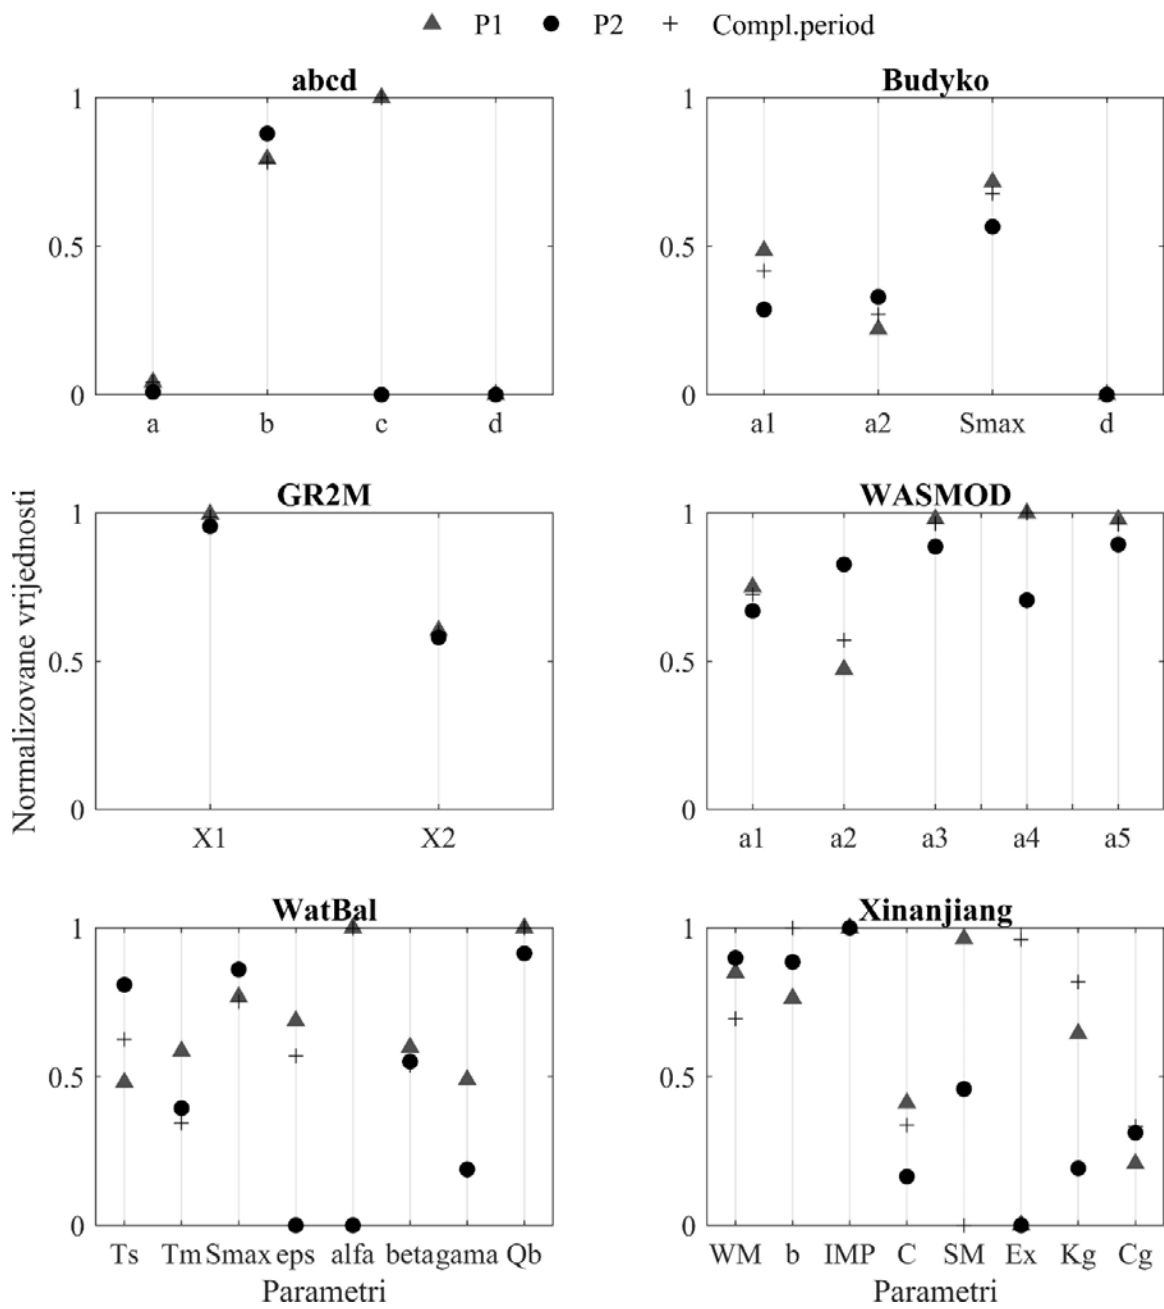 P1 P2 Compl.period
abcd
1
0.5
0
a b c d
Budyko
1
0.5
0
a1 a2 Smax d
Normalizovane vrijednosti
GR2M
1
0.5
0
X1 X2
WASMOD
1
0.5
0
a1 a2 a3 a4 a5
WatBal
1
0.5
0
Ts Tm Smax eps alfa beta gama Qb
Parametri
Xinanjiang
1
0.5
0
WM b IMP C SM Ex Kg Cg
Parametri